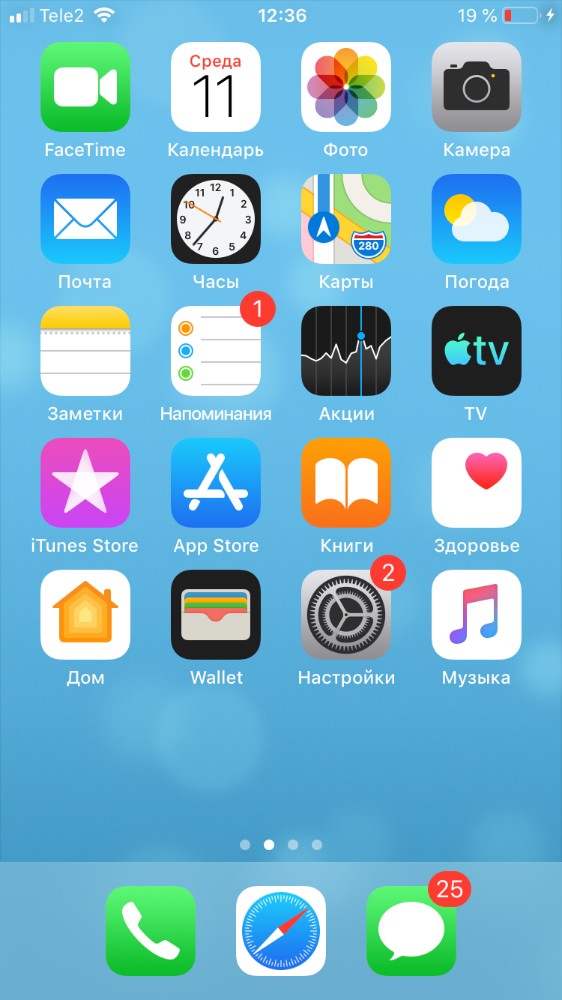 Tele2 12:36 19 %
Среда
11
FaceTime Календарь Фото Камера
12 1 2 3 4 5 6 7 8 9 10 11
280
Почта Часы Карты Погода
1
tv
Заметки Напоминания Акции TV
iTunes Store App Store Книги Здоровье
2
Дом Wallet Настройки Музыка
25